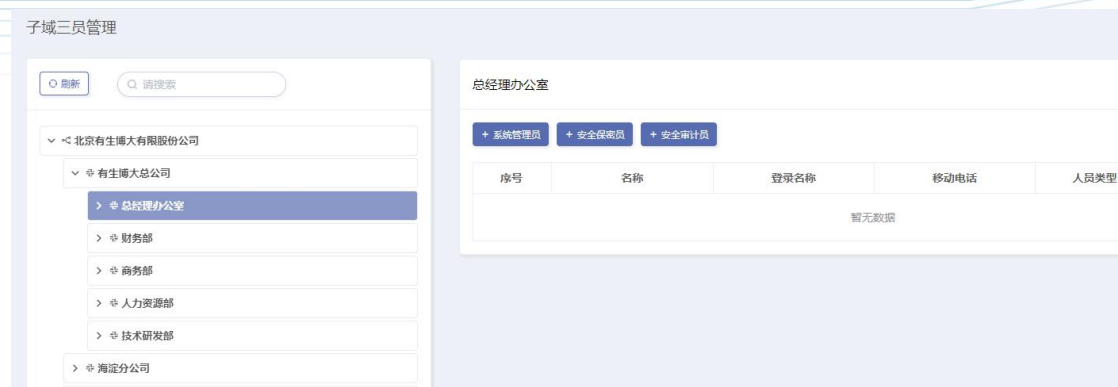 子域三员管理
刷新
请搜索
北京有生博大有限股份公司
有生博大总公司
总经理办公室
财务部
商务部
人力资源部
技术研发部
海淀分公司
总经理办公室
+ 系统管理员 + 安全保密员 + 安全审计员
序号 名称 登录名称 移动电话 人员类型
暂无数据